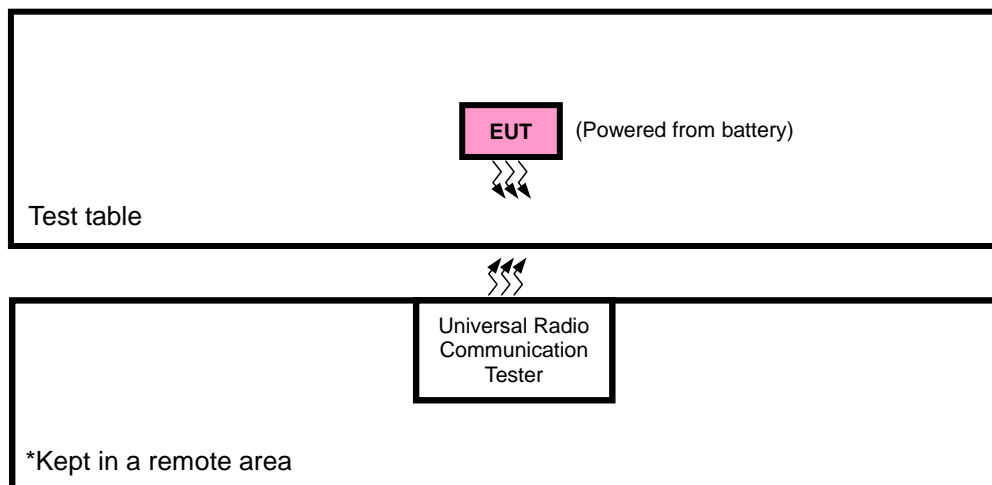 EUT
(Powered from battery)
Test table
Universal Radio
Communication
Tester
*Kept in a remote area